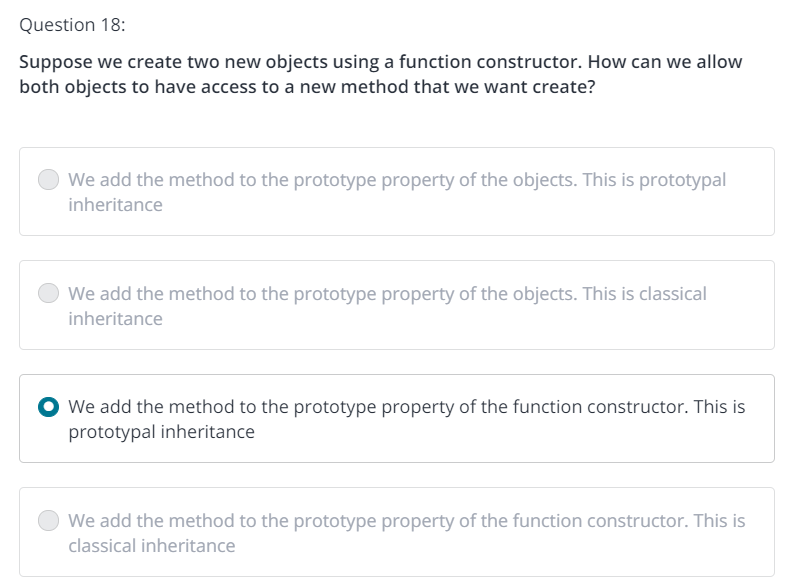 Question 18:
Suppose we create two new objects using a function constructor. How can we allow
both objects to have access to a new method that we want create?
We add the method to the prototype property of the objects. This is prototypal
inheritance
We add the method to the prototype property of the objects. This is classical
inheritance
We add the method to the prototype property of the function constructor. This is
prototypal inheritance
We add the method to the prototype property of the function constructor. This is
classical inheritance